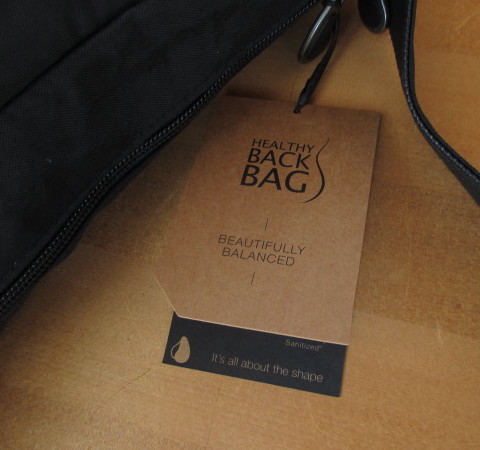 HEALTHY
BACK
BAG
BEAUTIFULLY
BALANCED
Sanitized®
It's all about the shape